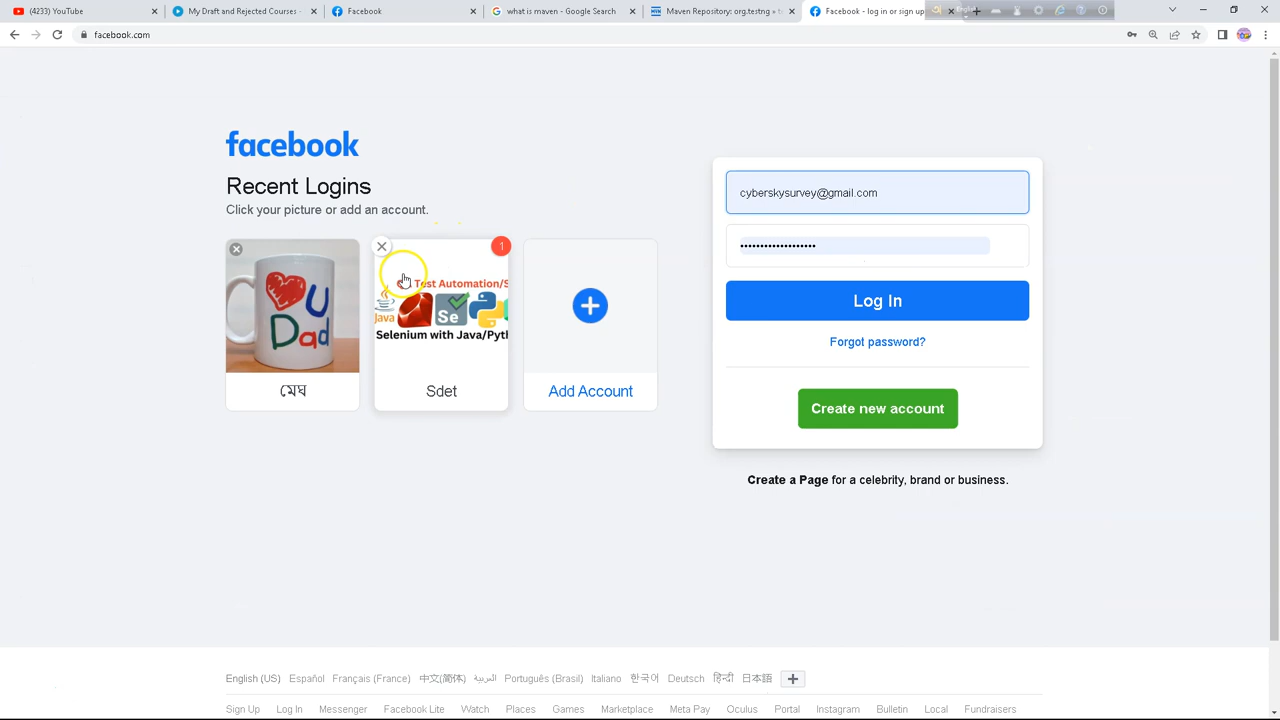 (4233) YouTube
My Draft and Rejected Courses -
Facebook
what is maven - Google Search
Maven Repository: org.testng » t
Facebook - log in or sign up
facebook.com
facebook
Recent Logins
Click your picture or add an account.
1
U
Dad
Test Automation/S
Java
Se
Selenium with Java/Pyth
মেঘ
Sdet
Add Account
cyberskysurvey@gmail.com
•••••••••••••••••••
Log In
Forgot password?
Create new account
Create a Page for a celebrity, brand or business.
English (US) Español Français (France) 中文(简体) العربية Português (Brasil) Italiano 한국어 Deutsch हिन्दी 日本語
Sign Up Log In Messenger Facebook Lite Watch Places Games Marketplace Meta Pay Oculus Portal Instagram Bulletin Local Fundraisers